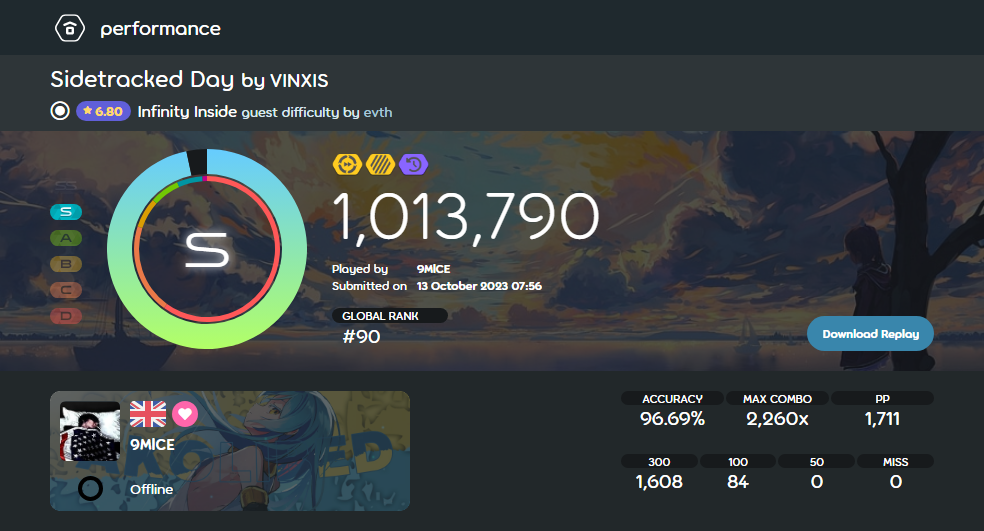 performance
Sidetracked Day by VINXIS
6.80 Infinity Inside guest difficulty by evth
S
A
B
C
D
S
1,013,790
Played by 9MlCE
Submitted on 13 October 2023 07:56
GLOBAL RANK
#90
Download Replay
9MlCE
Offline
ACCURACY MAX COMBO PP
96.69% 2,260x 1,711
300 100 50 MISS
1,608 84 0 0